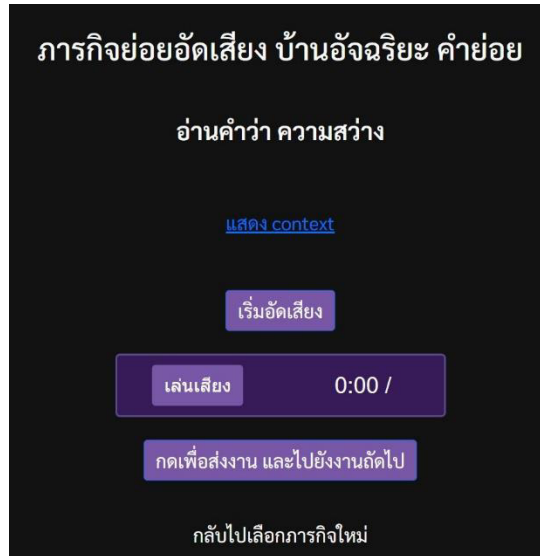 ภารกิจย่อยอัดเสียง บ้านอัจฉริยะ คำย่อย
อ่านคำว่า ความสว่าง
แสดง context
เริ่มอัดเสียง
เล่นเสียง 0:00 /
กดเพื่อส่งงาน และไปยังงานถัดไป
กลับไปเลือกภารกิจใหม่